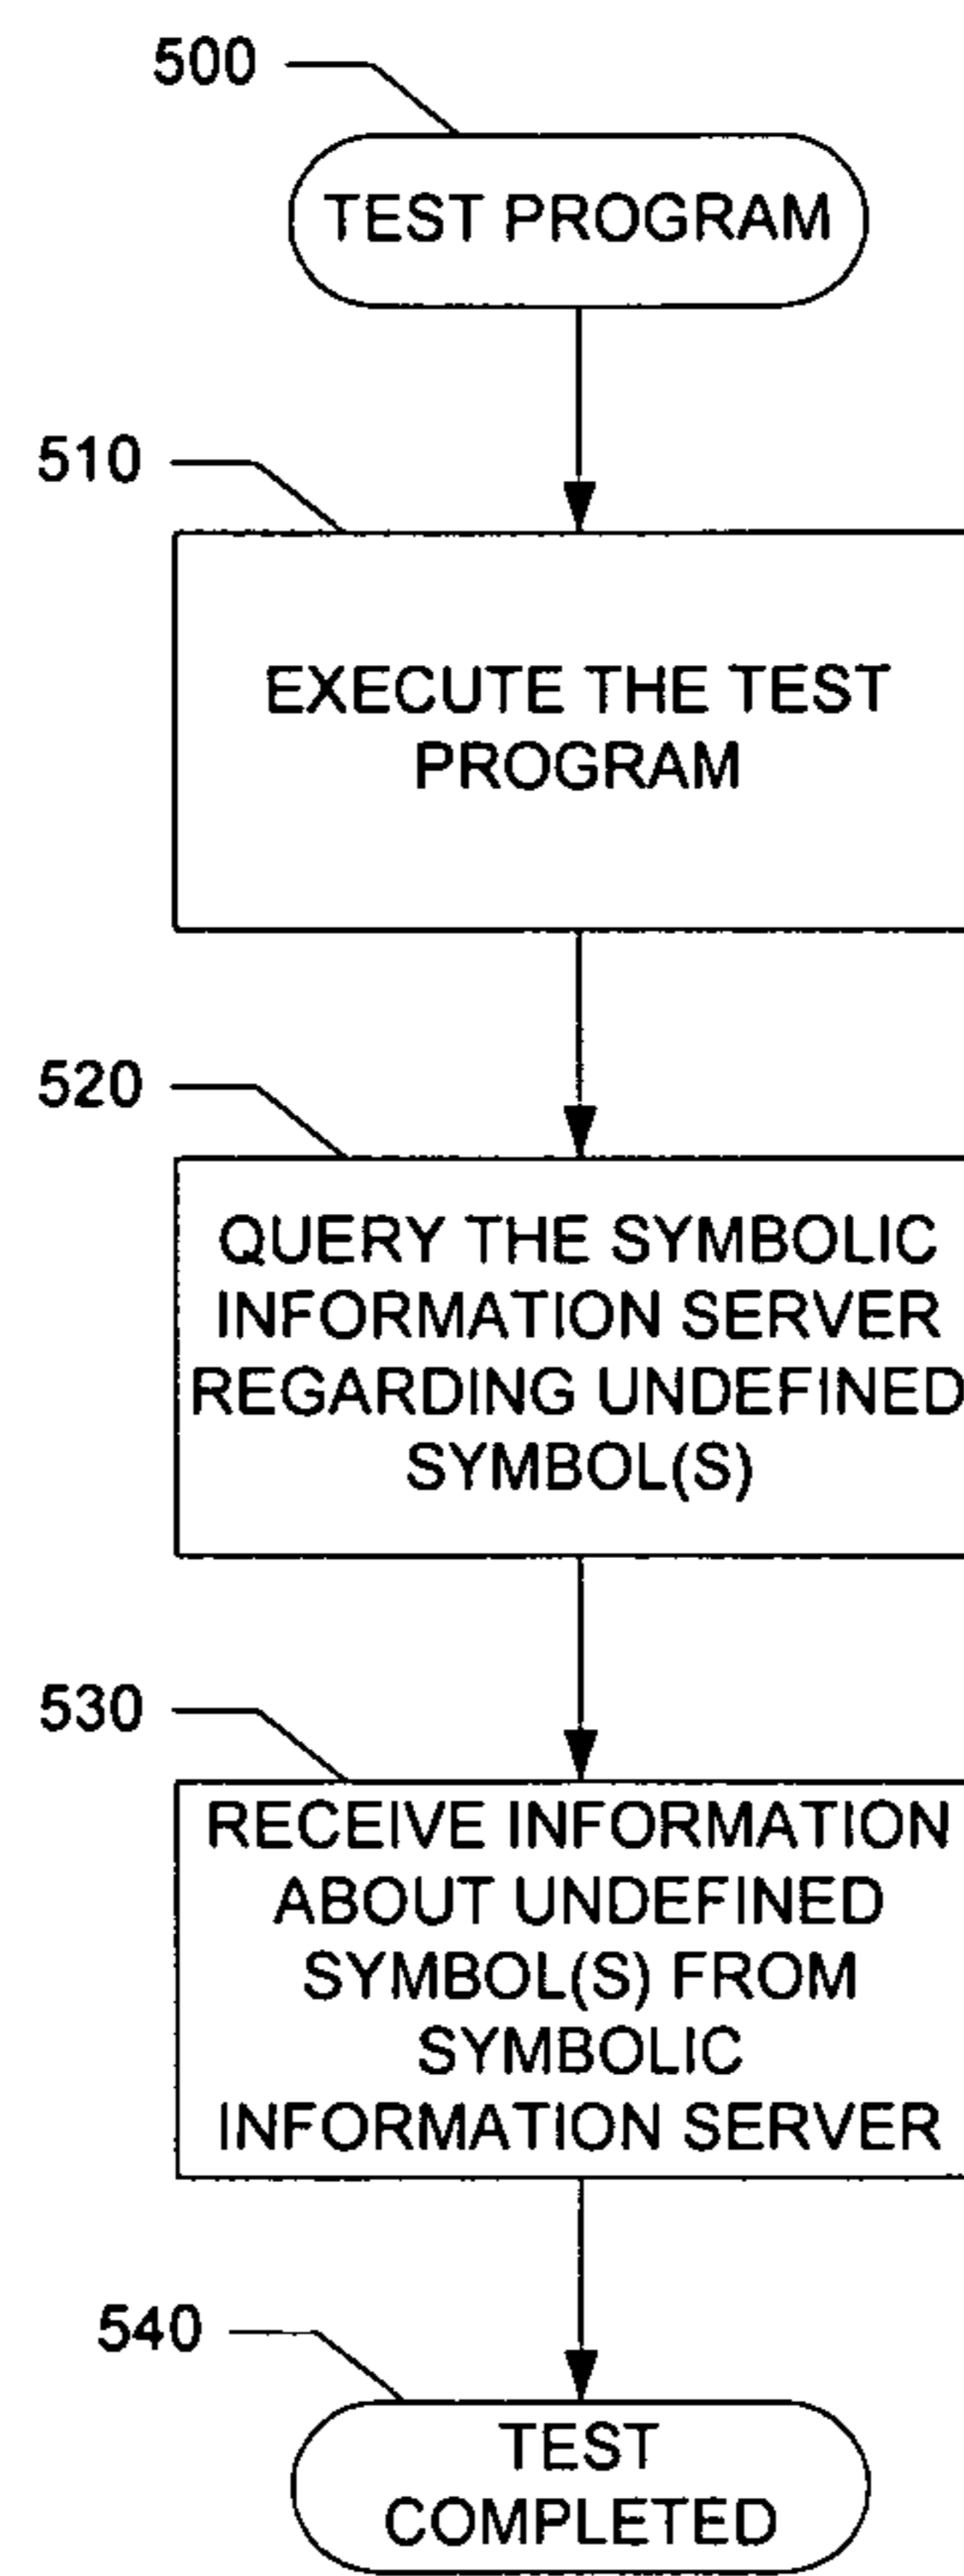 500
TEST PROGRAM
510
EXECUTE THE TEST
PROGRAM
520
QUERY THE SYMBOLIC
INFORMATION SERVER
REGARDING UNDEFINED
SYMBOL(S)
530
RECEIVE INFORMATION
ABOUT UNDEFINED
SYMBOL(S) FROM
SYMBOLIC
INFORMATION SERVER
540
TEST
COMPLETED